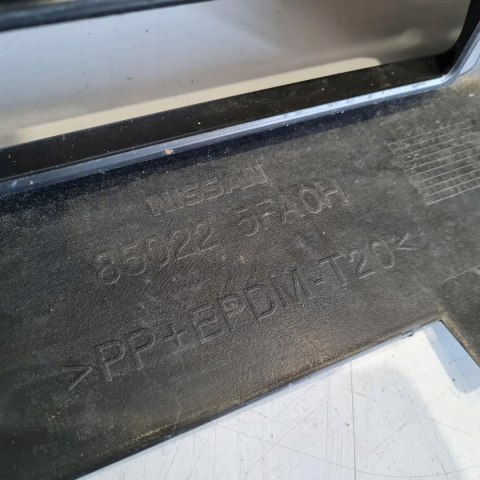 NISSAN
85022 5FA0H
>PP+EPDM-T20<